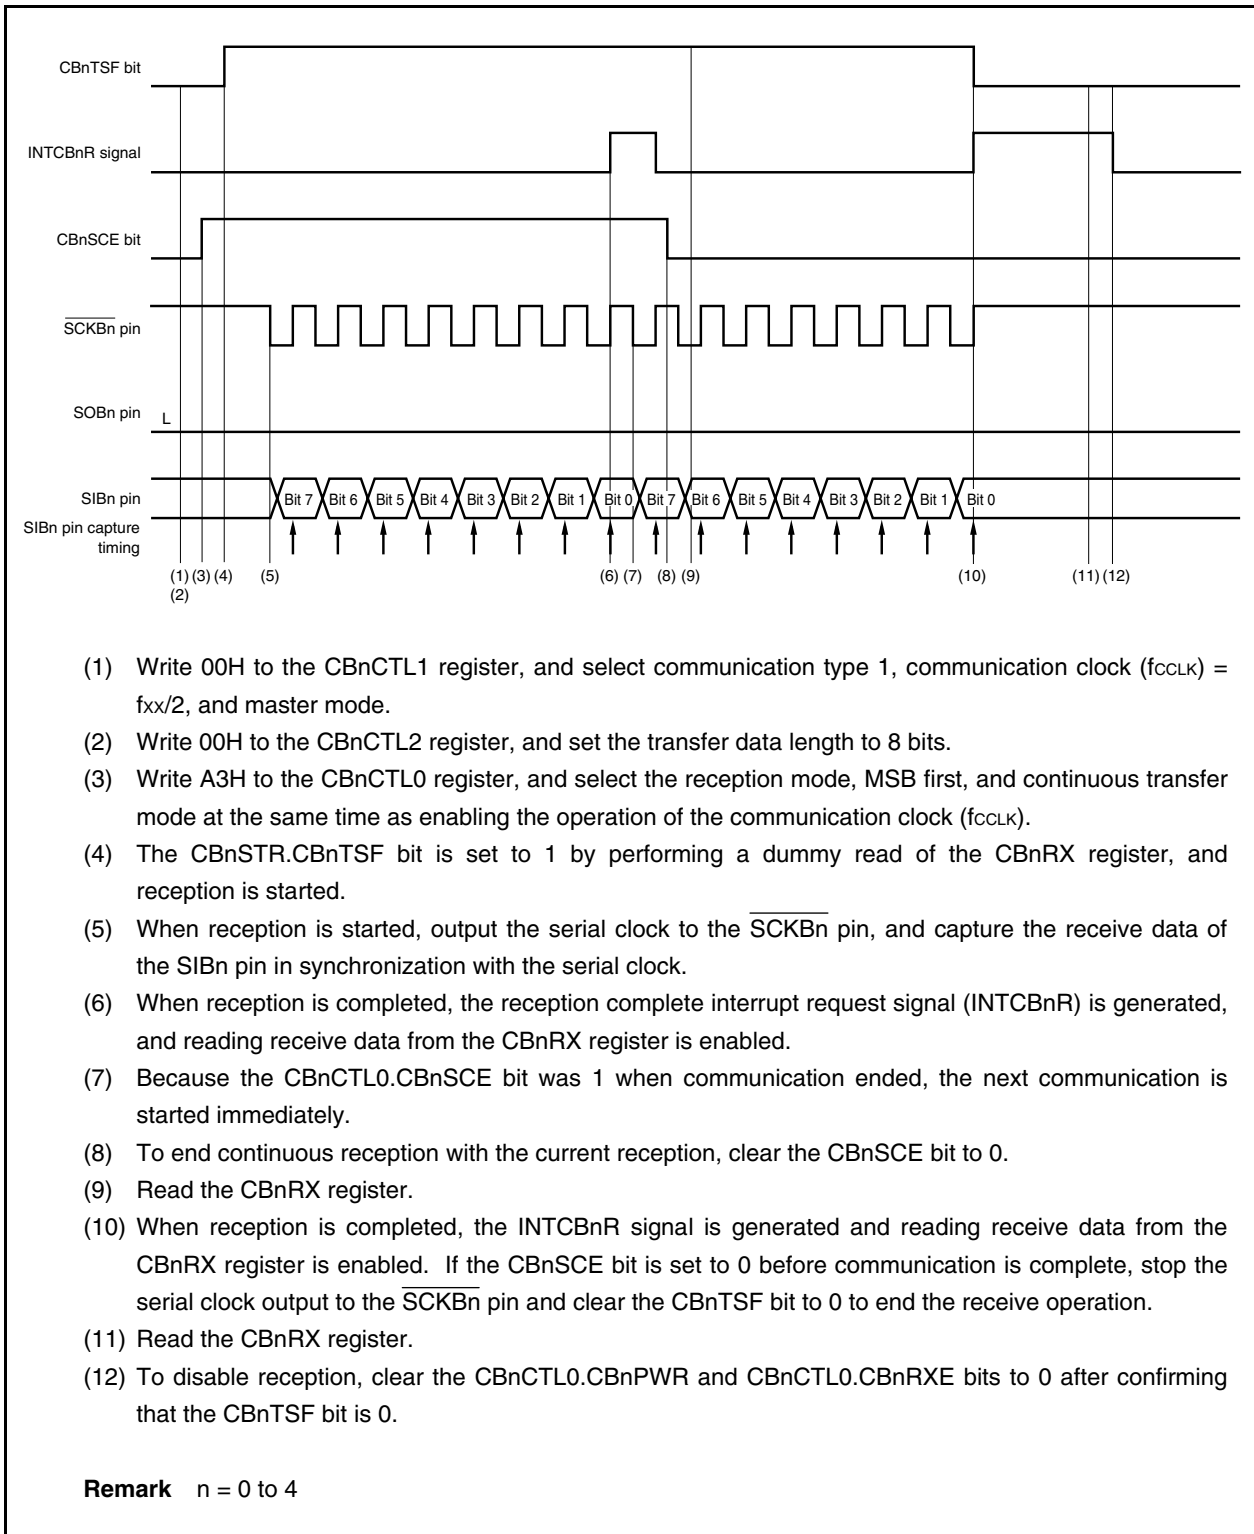 CBnTSF bit
INTCBnR signal
CBnSCE bit
SCKBn pin
SOBn pin L
SIBn pin Bit 7 Bit 6 Bit 5 Bit 4 Bit 3 Bit 2 Bit 1 Bit 0 Bit 7 Bit 6 Bit 5 Bit 4 Bit 3 Bit 2 Bit 1 Bit 0
SIBn pin capture
timing
(1) (3) (4) (5) (6) (7) (8) (9) (10) (11) (12)
(2)
(1) Write 00H to the CBnCTL1 register, and select communication type 1, communication clock (fCCLK) =
fxx/2, and master mode.
(2) Write 00H to the CBnCTL2 register, and set the transfer data length to 8 bits.
(3) Write A3H to the CBnCTL0 register, and select the reception mode, MSB first, and continuous transfer
mode at the same time as enabling the operation of the communication clock (fCCLK).
(4) The CBnSTR.CBnTSF bit is set to 1 by performing a dummy read of the CBnRX register, and
reception is started.
(5) When reception is started, output the serial clock to the SCKBn pin, and capture the receive data of
the SIBn pin in synchronization with the serial clock.
(6) When reception is completed, the reception complete interrupt request signal (INTCBnR) is generated,
and reading receive data from the CBnRX register is enabled.
(7) Because the CBnCTL0.CBnSCE bit was 1 when communication ended, the next communication is
started immediately.
(8) To end continuous reception with the current reception, clear the CBnSCE bit to 0.
(9) Read the CBnRX register.
(10) When reception is completed, the INTCBnR signal is generated and reading receive data from the
CBnRX register is enabled. If the CBnSCE bit is set to 0 before communication is complete, stop the
serial clock output to the SCKBn pin and clear the CBnTSF bit to 0 to end the receive operation.
(11) Read the CBnRX register.
(12) To disable reception, clear the CBnCTL0.CBnPWR and CBnCTL0.CBnRXE bits to 0 after confirming
that the CBnTSF bit is 0.
Remark n = 0 to 4